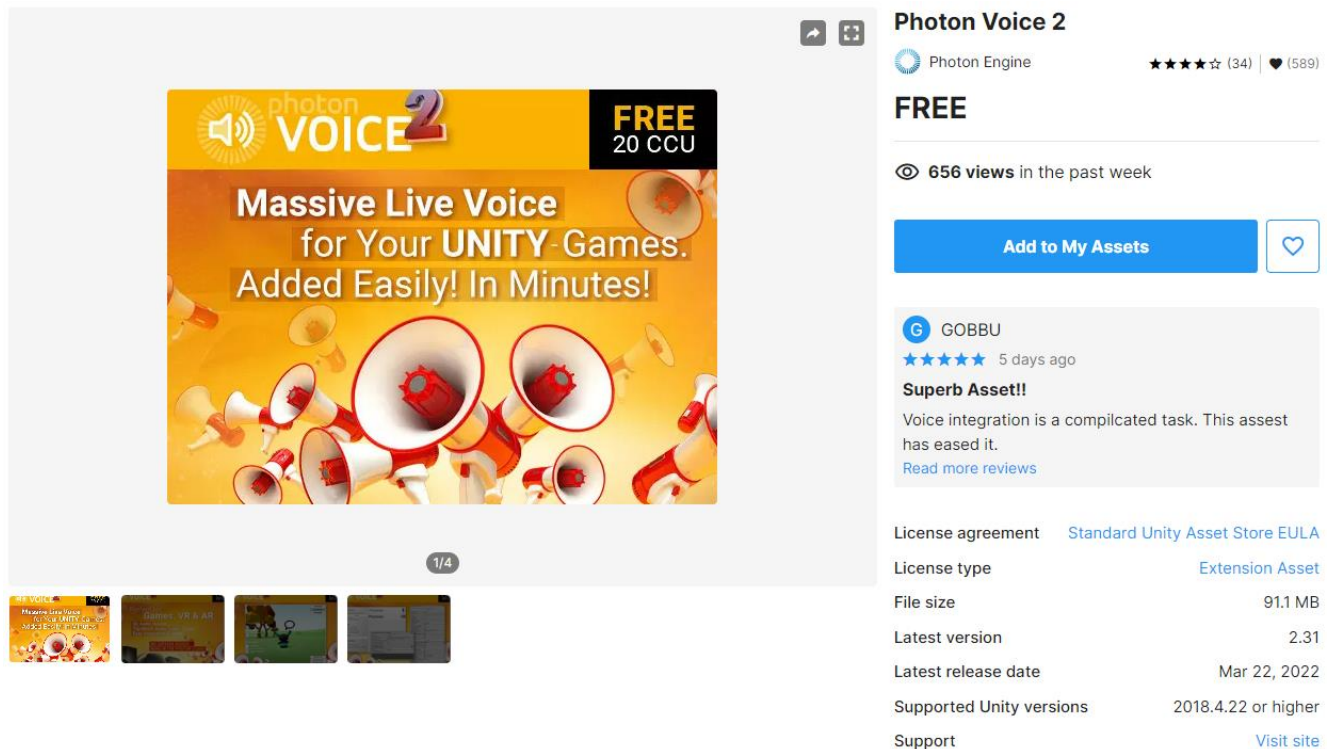 photon
VOICE 2
FREE
20 CCU
Massive Live Voice
for Your UNITY-Games.
Added Easily! In Minutes!
1/4
Photon Voice 2
Photon Engine
(34)
(589)
FREE
656 views in the past week
Add to My Assets
G GOBBU
5 days ago
Superb Asset!!
Voice integration is a compilcated task. This assest
has eased it.
Read more reviews
License agreement Standard Unity Asset Store EULA
License type Extension Asset
File size 91.1 MB
Latest version 2.31
Latest release date Mar 22, 2022
Supported Unity versions 2018.4.22 or higher
Support Visit site